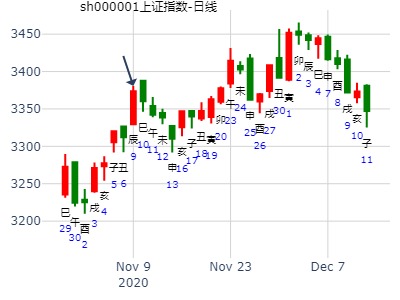 sh000001上证指数-日线
3450
3400
3350
3300
3250
3200
巳
29
午
30
酉
2
戌
3
亥
4
子
5
丑
6
辰
9
巳
10
午
11
未
12
申
13
亥
16
子
17
丑
18
寅
19
卯
20
午
23
未
24
申
25
酉
26
戌
27
丑
30
寅
1
卯
2
辰
3
巳
4
申
7
酉
8
戌
9
亥
10
子
11
Nov 9
2020
Nov 23
Dec 7